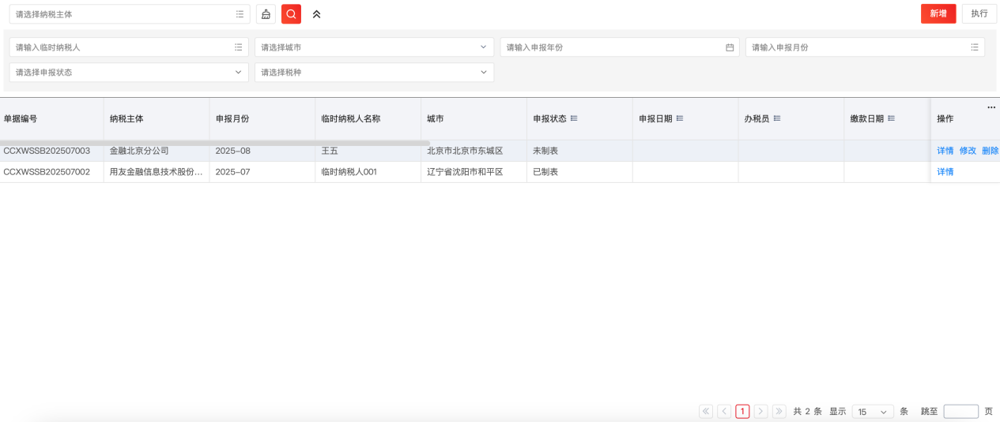 请选择纳税主体 新增 执行
请输入临时纳税人 请选择城市 请输入申报年份 请输入申报月份
请选择申报状态 请选择税种
单据编号 纳税主体 申报月份 临时纳税人名称 城市 申报状态 申报日期 办税员 缴款日期 操作
CCXWSSB202507003 金融北京分公司 2025-08 王五 北京市北京市东城区 未制表 详情 修改 删除
CCXWSSB202507002 用友金融信息技术股份... 2025-07 临时纳税人001 辽宁省沈阳市和平区 已制表 详情
1 共 2 条 显示 15 条 跳至 页